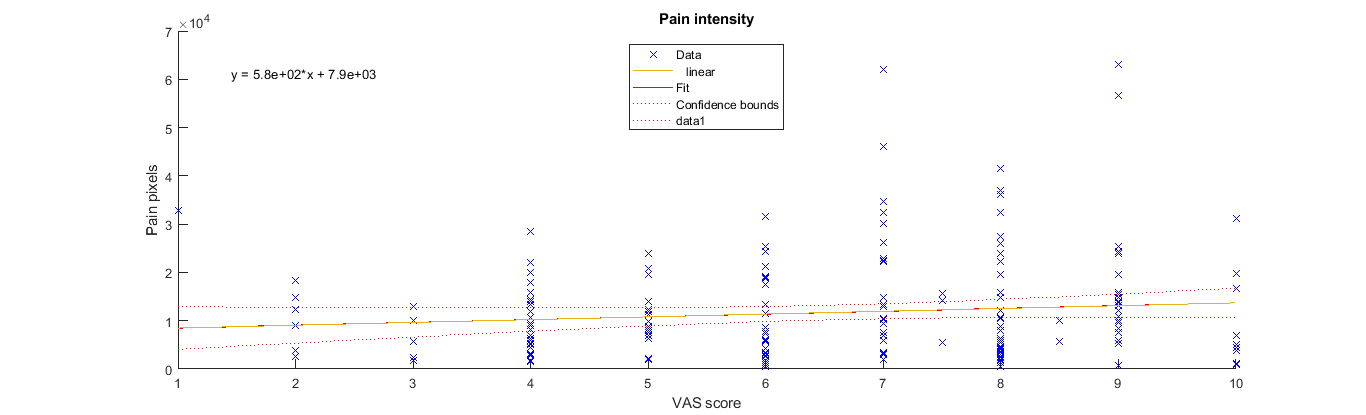 Pain intensity
×10^4
7
6
5
4
3
2
1
0
Pain pixels
y = 5.8e+02*x + 7.9e+03
Data
linear
Fit
Confidence bounds
data1
1 2 3 4 5 6 7 8 9 10
VAS score